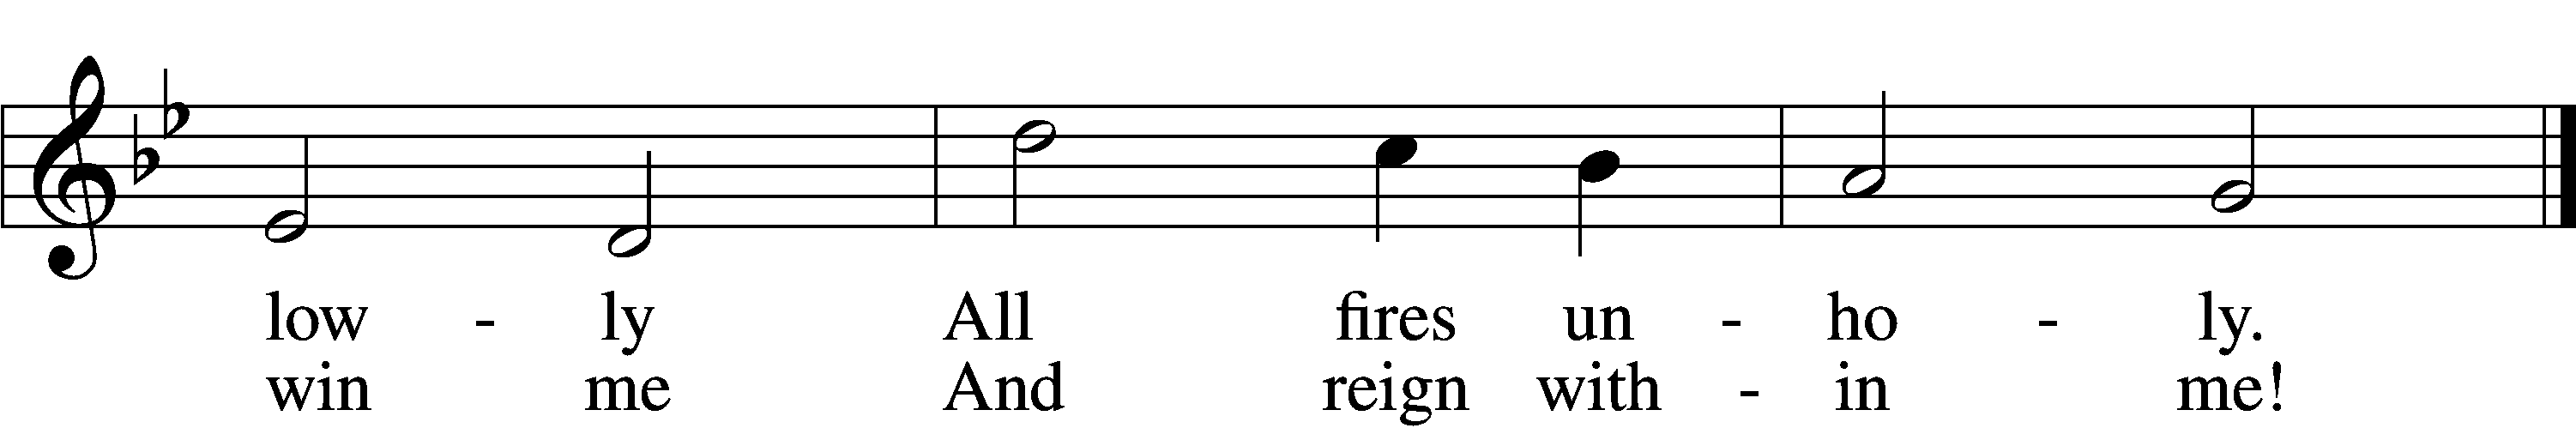 low - ly All fires un - ho - ly.
win me And reign with - in me!